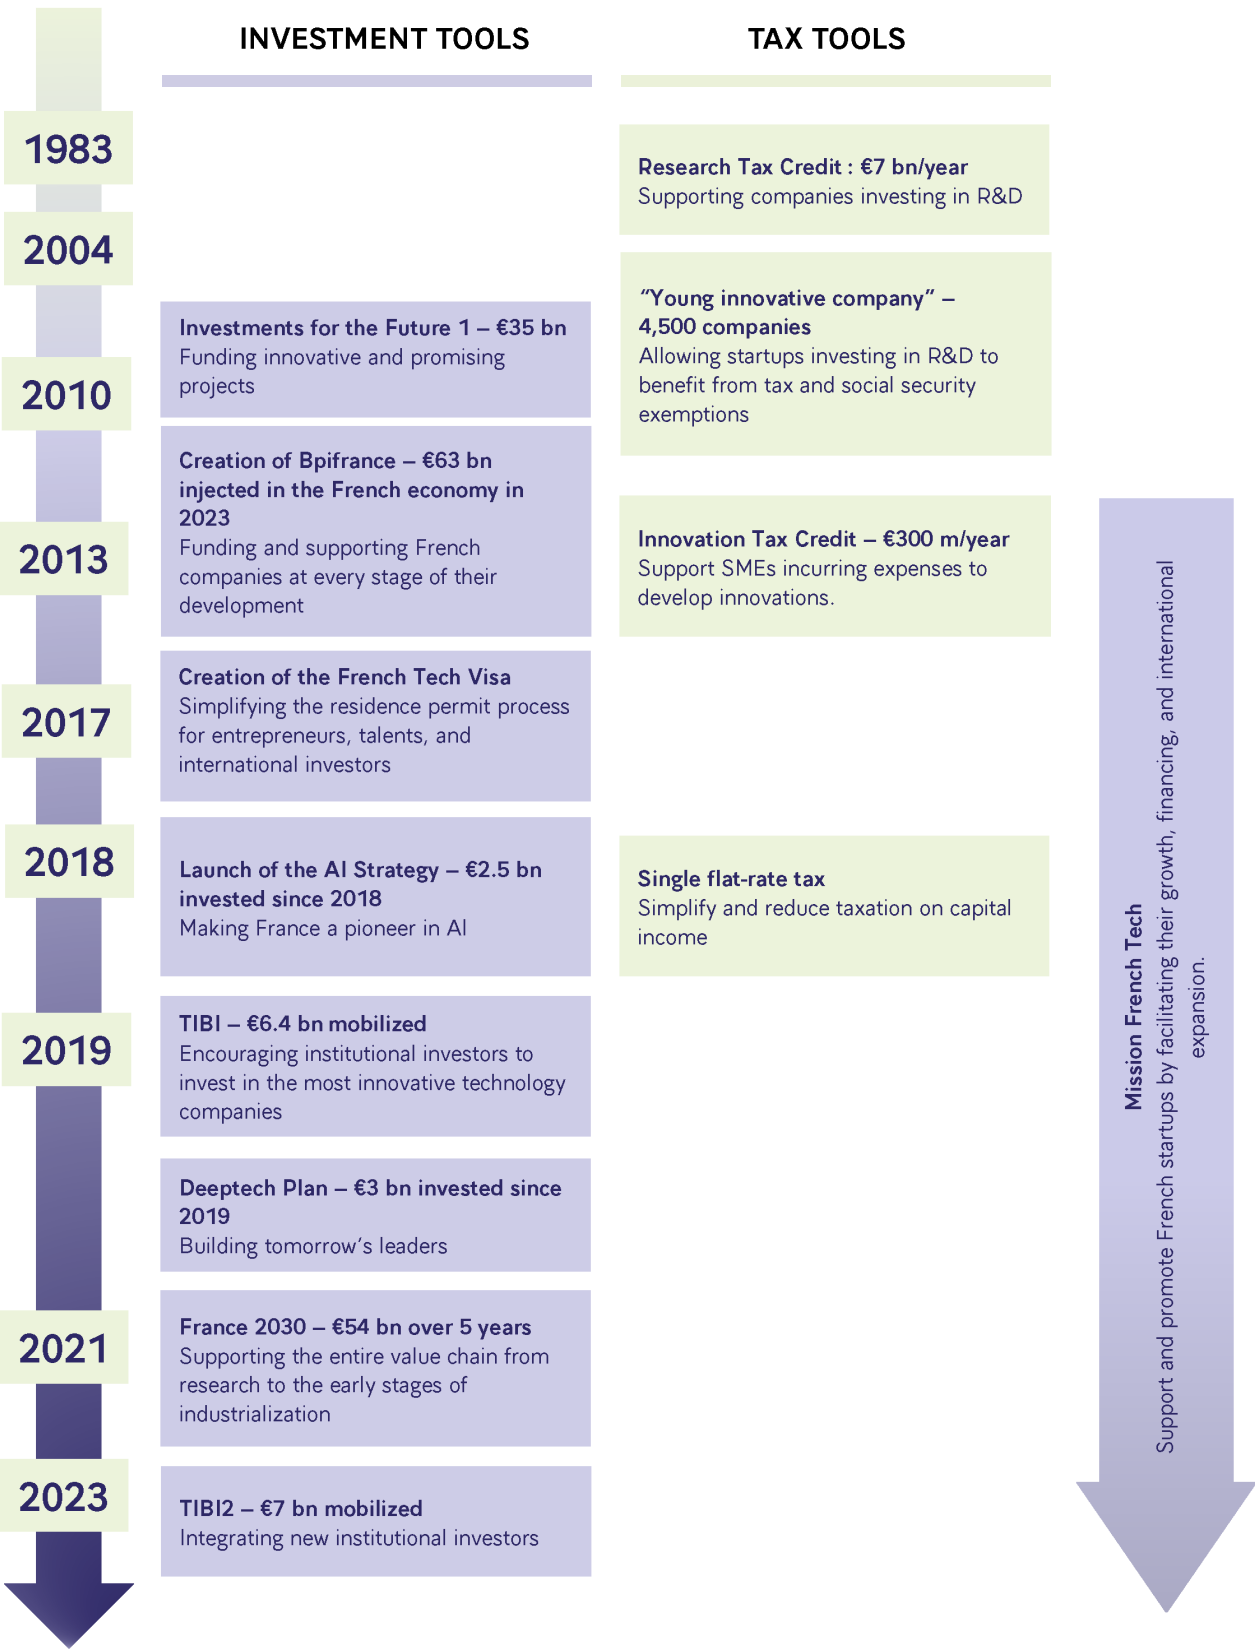 INVESTMENT TOOLS
TAX TOOLS
1983
Research Tax Credit : €7 bn/year
Supporting companies investing in R&D
2004
“Young innovative company” –
4,500 companies
Allowing startups investing in R&D to
benefit from tax and social security
exemptions
2010
Investments for the Future 1 – €35 bn
Funding innovative and promising
projects
2013
Creation of Bpifrance – €63 bn
injected in the French economy in
2023
Funding and supporting French
companies at every stage of their
development
Innovation Tax Credit – €300 m/year
Support SMEs incurring expenses to
develop innovations.
2017
Creation of the French Tech Visa
Simplifying the residence permit process
for entrepreneurs, talents, and
international investors
2018
Launch of the AI Strategy – €2.5 bn
invested since 2018
Making France a pioneer in AI
Single flat-rate tax
Simplify and reduce taxation on capital
income
2019
TIBI – €6.4 bn mobilized
Encouraging institutional investors to
invest in the most innovative technology
companies
Deeptech Plan – €3 bn invested since
2019
Building tomorrow’s leaders
2021
France 2030 – €54 bn over 5 years
Supporting the entire value chain from
research to the early stages of
industrialization
2023
TIBI2 – €7 bn mobilized
Integrating new institutional investors
Mission French Tech
Support and promote French startups by facilitating their growth, financing, and international
expansion.